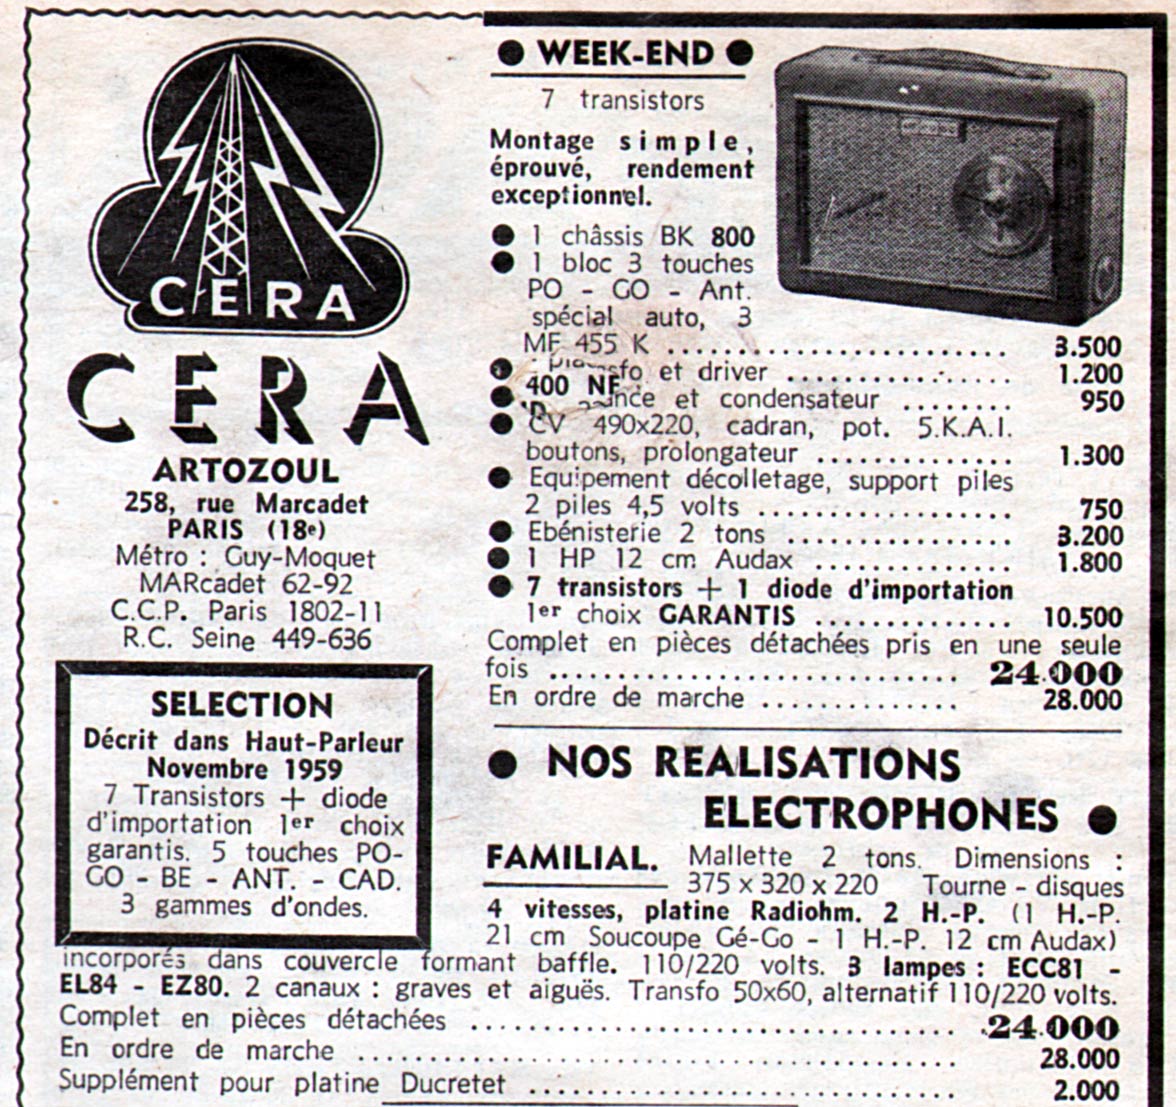 CERA
CERA
ARTOZOUL
258, rue Marcadet
PARIS (18e)
Métro : Guy-Moquet
MARcadet 62-92
C.C.P. Paris 1802-11
R.C. Seine 449-636
SELECTION
Décrit dans Haut-Parleur
Novembre 1959
7 Transistors + diode
d'importation 1er choix
garantis. 5 touches PO-
GO - BE - ANT. - CAD.
3 gammes d'ondes.
● WEEK-END ●
7 transistors
Montage simple,
éprouvé, rendement
exceptionnel.
● 1 châssis BK 800
● 1 bloc 3 touches
PO - GO - Ant.
spécial auto, 3
MF 455 K ........................ 3.500
● sfo et driver ................ 1.200
400 NF
● nce et condensateur ........ 950
● CV 490x220, cadran, pot. S.K.A.I.
boutons, prolongateur .............. 1.300
● Equipement décolletage, support piles
2 piles 4,5 volts .................. 750
● Ebénisterie 2 tons ................ 3.200
● 1 HP 12 cm Audax .............. 1.800
● 7 transistors + 1 diode d'importation
1er choix GARANTIS .............. 10.500
Complet en pièces détachées pris en une seule
fois ............................ 24.000
En ordre de marche .............. 28.000
● NOS REALISATIONS
ELECTROPHONES ●
FAMILIAL. Mallette 2 tons. Dimensions :
375 x 320 x 220 Tourne-disques
4 vitesses, platine Radiohm. 2 H.-P. (1 H.-P.
21 cm Soucoupe Gé-Go - 1 H.-P. 12 cm Audax)
incorporés dans couvercle formant baffle. 110/220 volts. 3 lampes : ECC81 -
EL84 - EZ80. 2 canaux : graves et aiguës. Transfo 50x60, alternatif 110/220 volts.
Complet en pièces détachées .................................. 24.000
En ordre de marche .......................................... 28.000
Supplément pour platine Ducretet .............................. 2.000